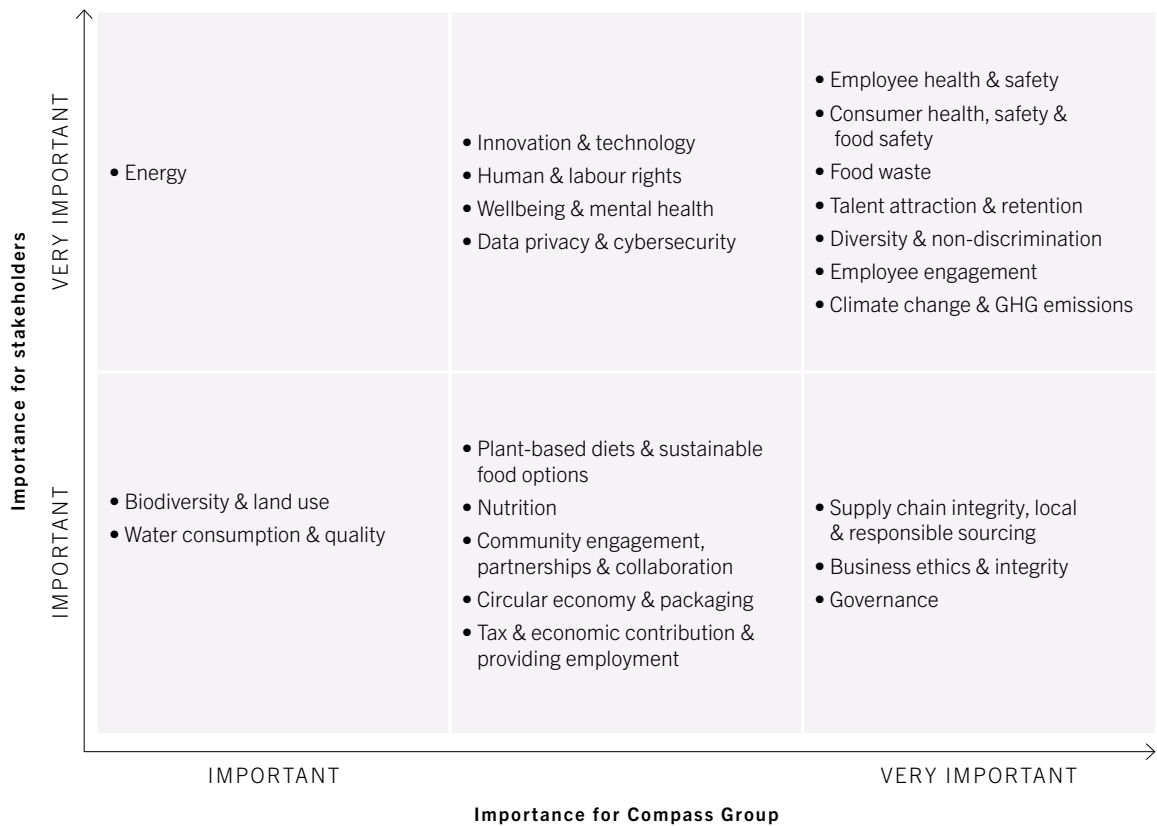 Importance for stakeholders
VERY IMPORTANT
• Energy
• Innovation & technology
• Human & labour rights
• Wellbeing & mental health
• Data privacy & cybersecurity
• Employee health & safety
• Consumer health, safety &
food safety
• Food waste
• Talent attraction & retention
• Diversity & non-discrimination
• Employee engagement
• Climate change & GHG emissions
IMPORTANT
• Biodiversity & land use
• Water consumption & quality
• Plant-based diets & sustainable
food options
• Nutrition
• Community engagement,
partnerships & collaboration
• Circular economy & packaging
• Tax & economic contribution &
providing employment
• Supply chain integrity, local
& responsible sourcing
• Business ethics & integrity
• Governance
IMPORTANT
VERY IMPORTANT
Importance for Compass Group